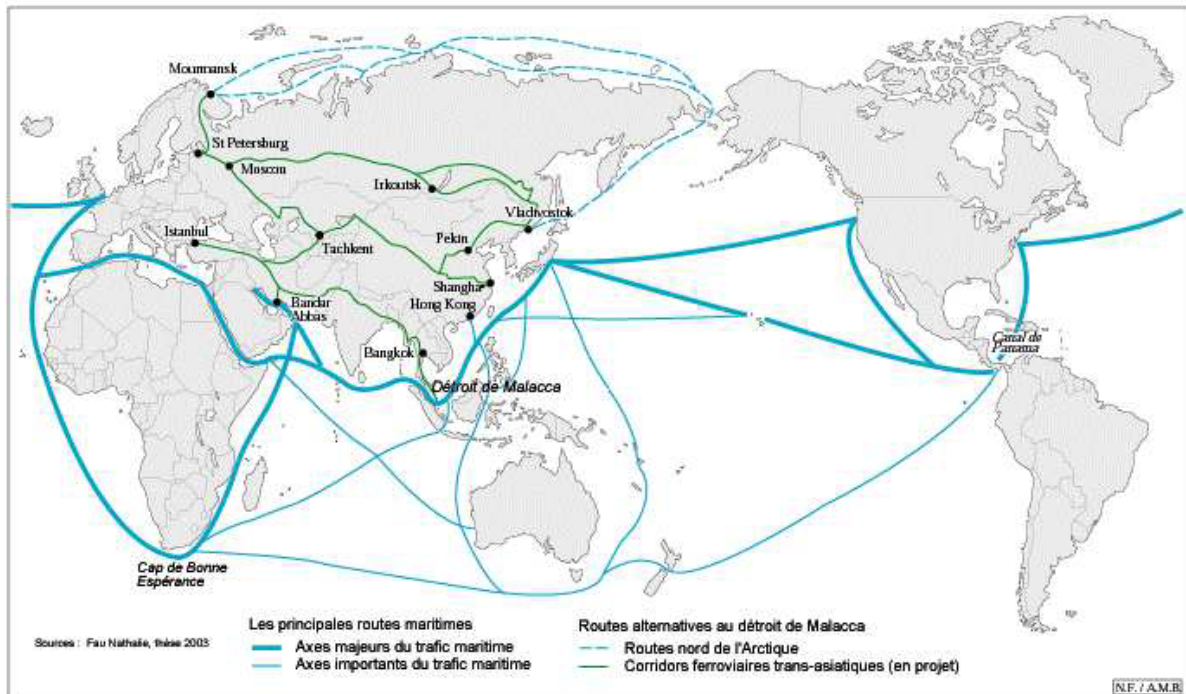 Mourmansk
St Petersburg
Moscou
Irkoutsk
Vladivostok
Istanbul
Tachkent
Pekin
Shanghai
Hong Kong
Bandar
Abbas
Bangkok
Détroit de Malacca
Canal de
Panama
Cap de Bonne
Espérance
Sources : Fau Nathalie, thèse 2003
Les principales routes maritimes
Axes majeurs du trafic maritime
Axes importants du trafic maritime
Routes alternatives au détroit de Malacca
Routes nord de l'Arctique
Corridors ferroviaires trans-asiatiques (en projet)
N.F. / A.M.B